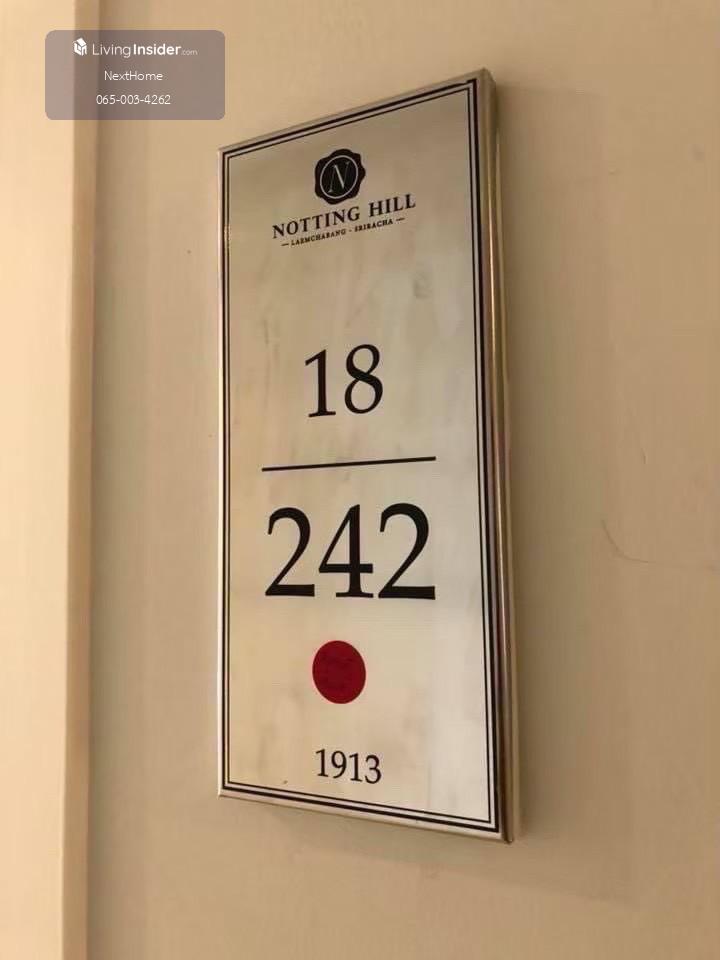 LivingInsider.com
NextHome
065-003-4262
N
NOTTING HILL
LAEMCHABANG - SRIRACHA
18
242
1913